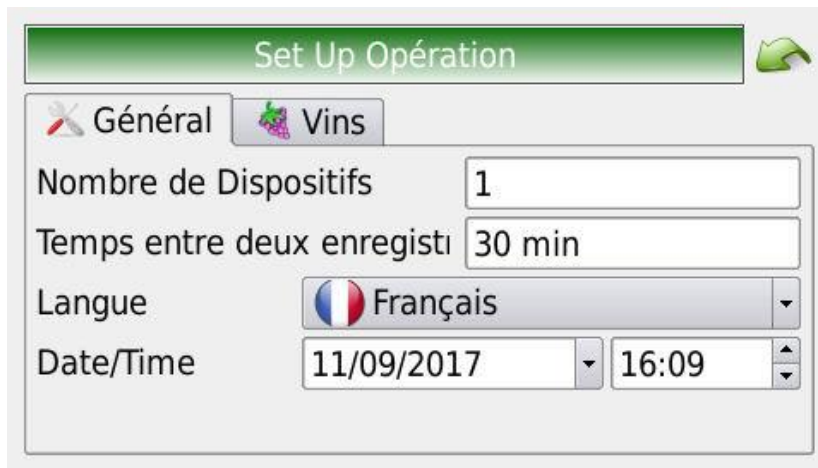 Set Up Opération
Général Vins
Nombre de Dispositifs 1
Temps entre deux enregistr 30 min
Langue Français
Date/Time 11/09/2017 16:09